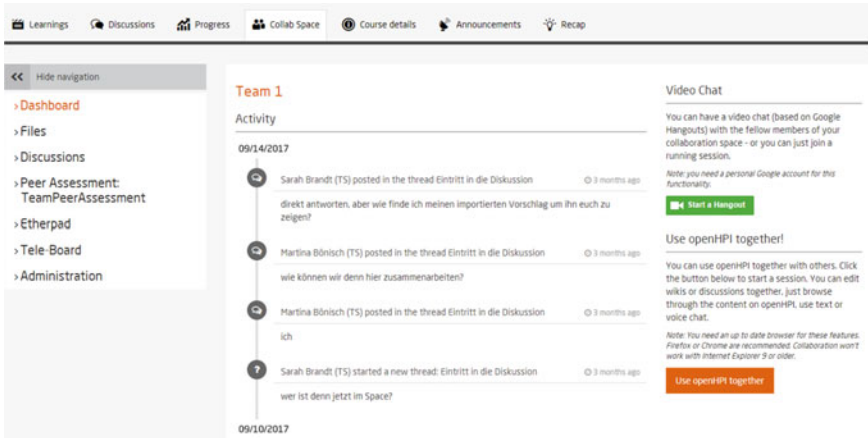 Learnings
Discussions
Progress
Collab Space
Course details
Announcements
Recap
Hide navigation
›Dashboard
›Files
›Discussions
›Peer Assessment:
TeamPeerAssessment
›Etherpad
›Tele-Board
›Administration
Team 1
Activity
09/14/2017
Sarah Brandt (TS) posted in the thread Eintritt in die Diskussion
3 months ago
direkt antworten, aber wie finde ich meinen importierten Vorschlag um ihn euch zu
zeigen?
Martina Bönisch (TS) posted in the thread Eintritt in die Diskussion
3 months ago
wie können wir denn hier zusammenarbeiten?
Martina Bönisch (TS) posted in the thread Eintritt in die Diskussion
3 months ago
ich
Sarah Brandt (TS) started a new thread: Eintritt in die Diskussion
3 months ago
wer ist denn jetzt im Space?
09/10/2017
Video Chat
You can have a video chat (based on Google
Hangouts) with the fellow members of your
collaboration space - or you can just join a
running session.
Note: you need a personal Google account for this
functionality.
Start a Hangout
Use openHPI together!
You can use openHPI together with others. Click
the button below to start a session. You can edit
wikis or discussions together, just browse
through the content on openHPI, use text or
voice chat.
Note: You need an up to date browser for these features.
Firefox or Chrome are recommended. Collaboration won't
work with Internet Explorer 9 or older.
Use openHPI together